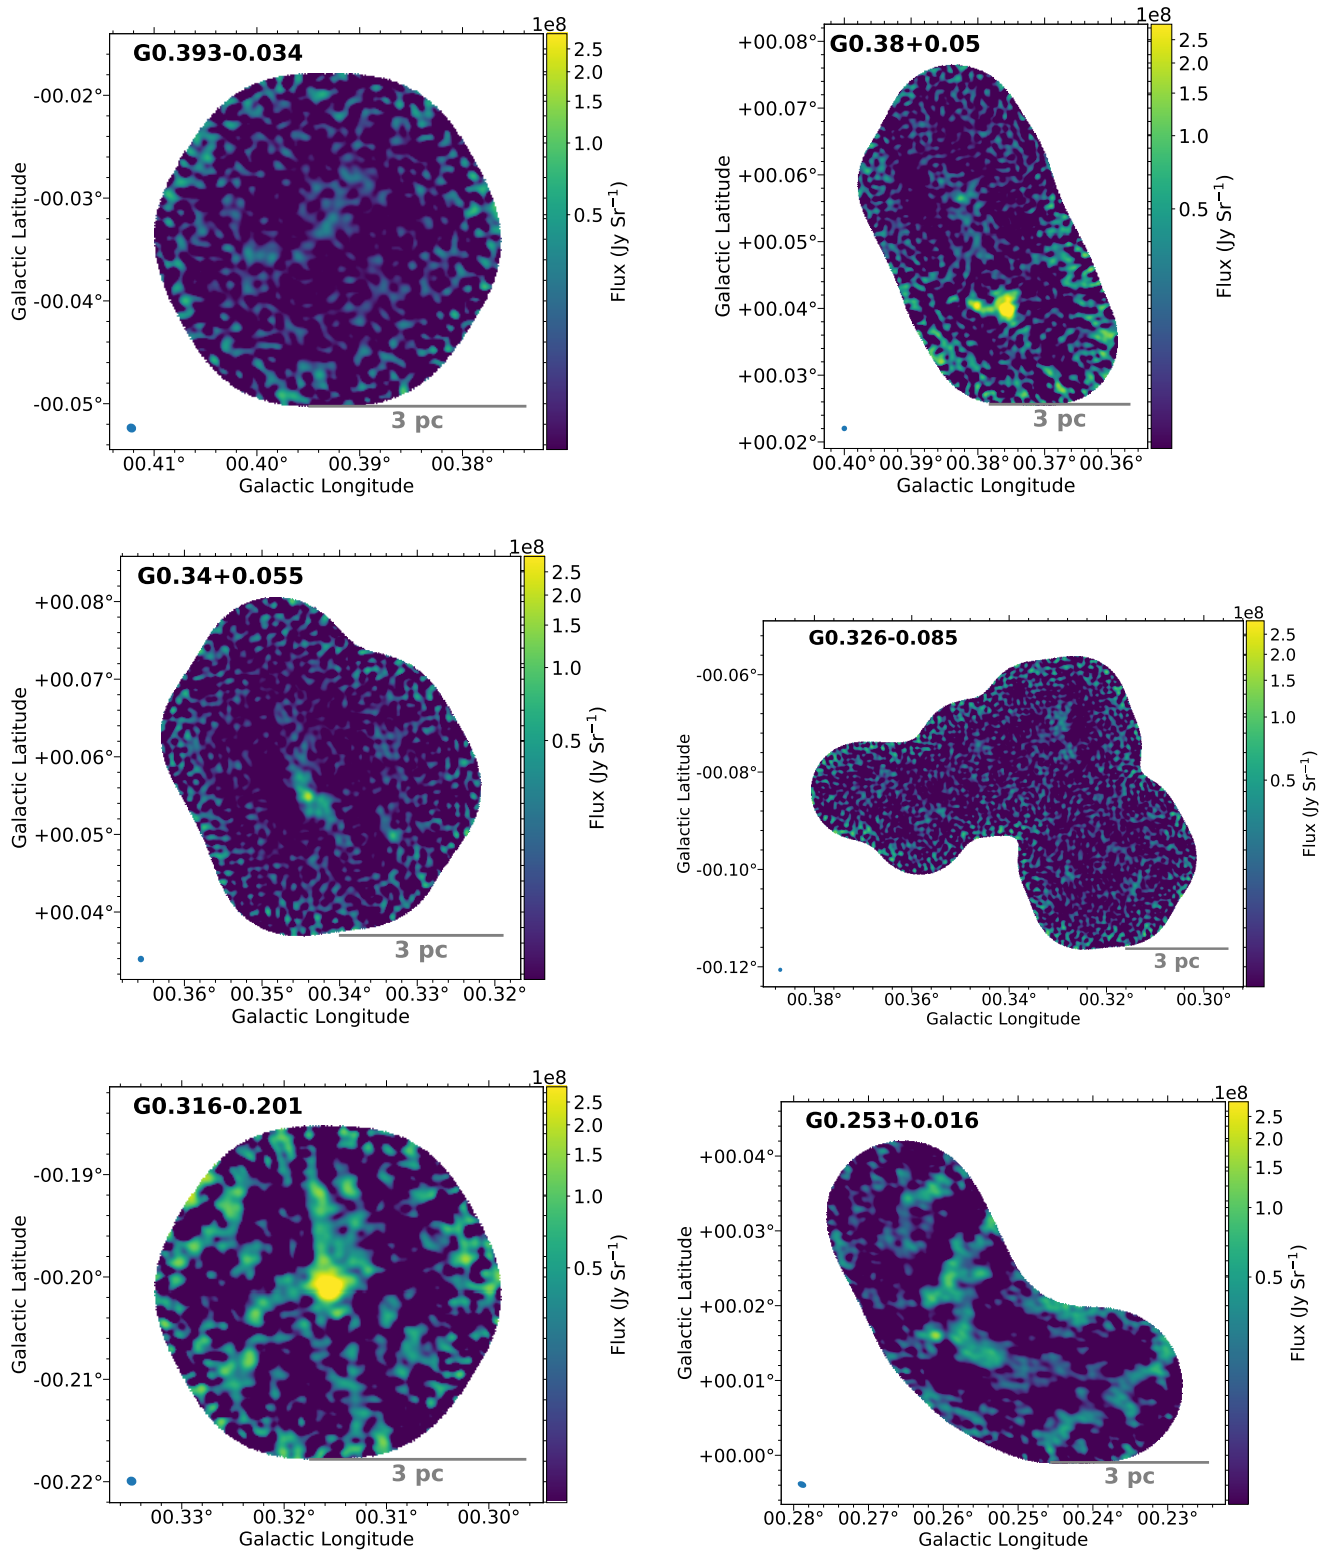 1e8
G0.393-0.034
-00.02°
-00.03°
-00.04°
-00.05°
Galactic Latitude
2.5
2.0
1.5
1.0
0.5
Flux (Jy Sr−1)
3 pc
00.41° 00.40° 00.39° 00.38°
Galactic Longitude
1e8
G0.38+0.05
+00.08°
+00.07°
+00.06°
+00.05°
+00.04°
+00.03°
+00.02°
Galactic Latitude
2.5
2.0
1.5
1.0
0.5
Flux (Jy Sr−1)
3 pc
00.40° 00.39° 00.38° 00.37° 00.36°
Galactic Longitude
1e8
G0.34+0.055
+00.08°
+00.07°
+00.06°
+00.05°
+00.04°
Galactic Latitude
2.5
2.0
1.5
1.0
0.5
Flux (Jy Sr−1)
3 pc
00.36° 00.35° 00.34° 00.33° 00.32°
Galactic Longitude
1e8
G0.326-0.085
-00.06°
-00.08°
-00.10°
-00.12°
Galactic Latitude
2.5
2.0
1.5
1.0
0.5
Flux (Jy Sr−1)
3 pc
00.38° 00.36° 00.34° 00.32° 00.30°
Galactic Longitude
1e8
G0.316-0.201
-00.19°
-00.20°
-00.21°
-00.22°
Galactic Latitude
2.5
2.0
1.5
1.0
0.5
Flux (Jy Sr−1)
3 pc
00.33° 00.32° 00.31° 00.30°
Galactic Longitude
1e8
G0.253+0.016
+00.04°
+00.03°
+00.02°
+00.01°
+00.00°
Galactic Latitude
2.5
2.0
1.5
1.0
0.5
Flux (Jy Sr−1)
3 pc
00.28° 00.27° 00.26° 00.25° 00.24° 00.23°
Galactic Longitude